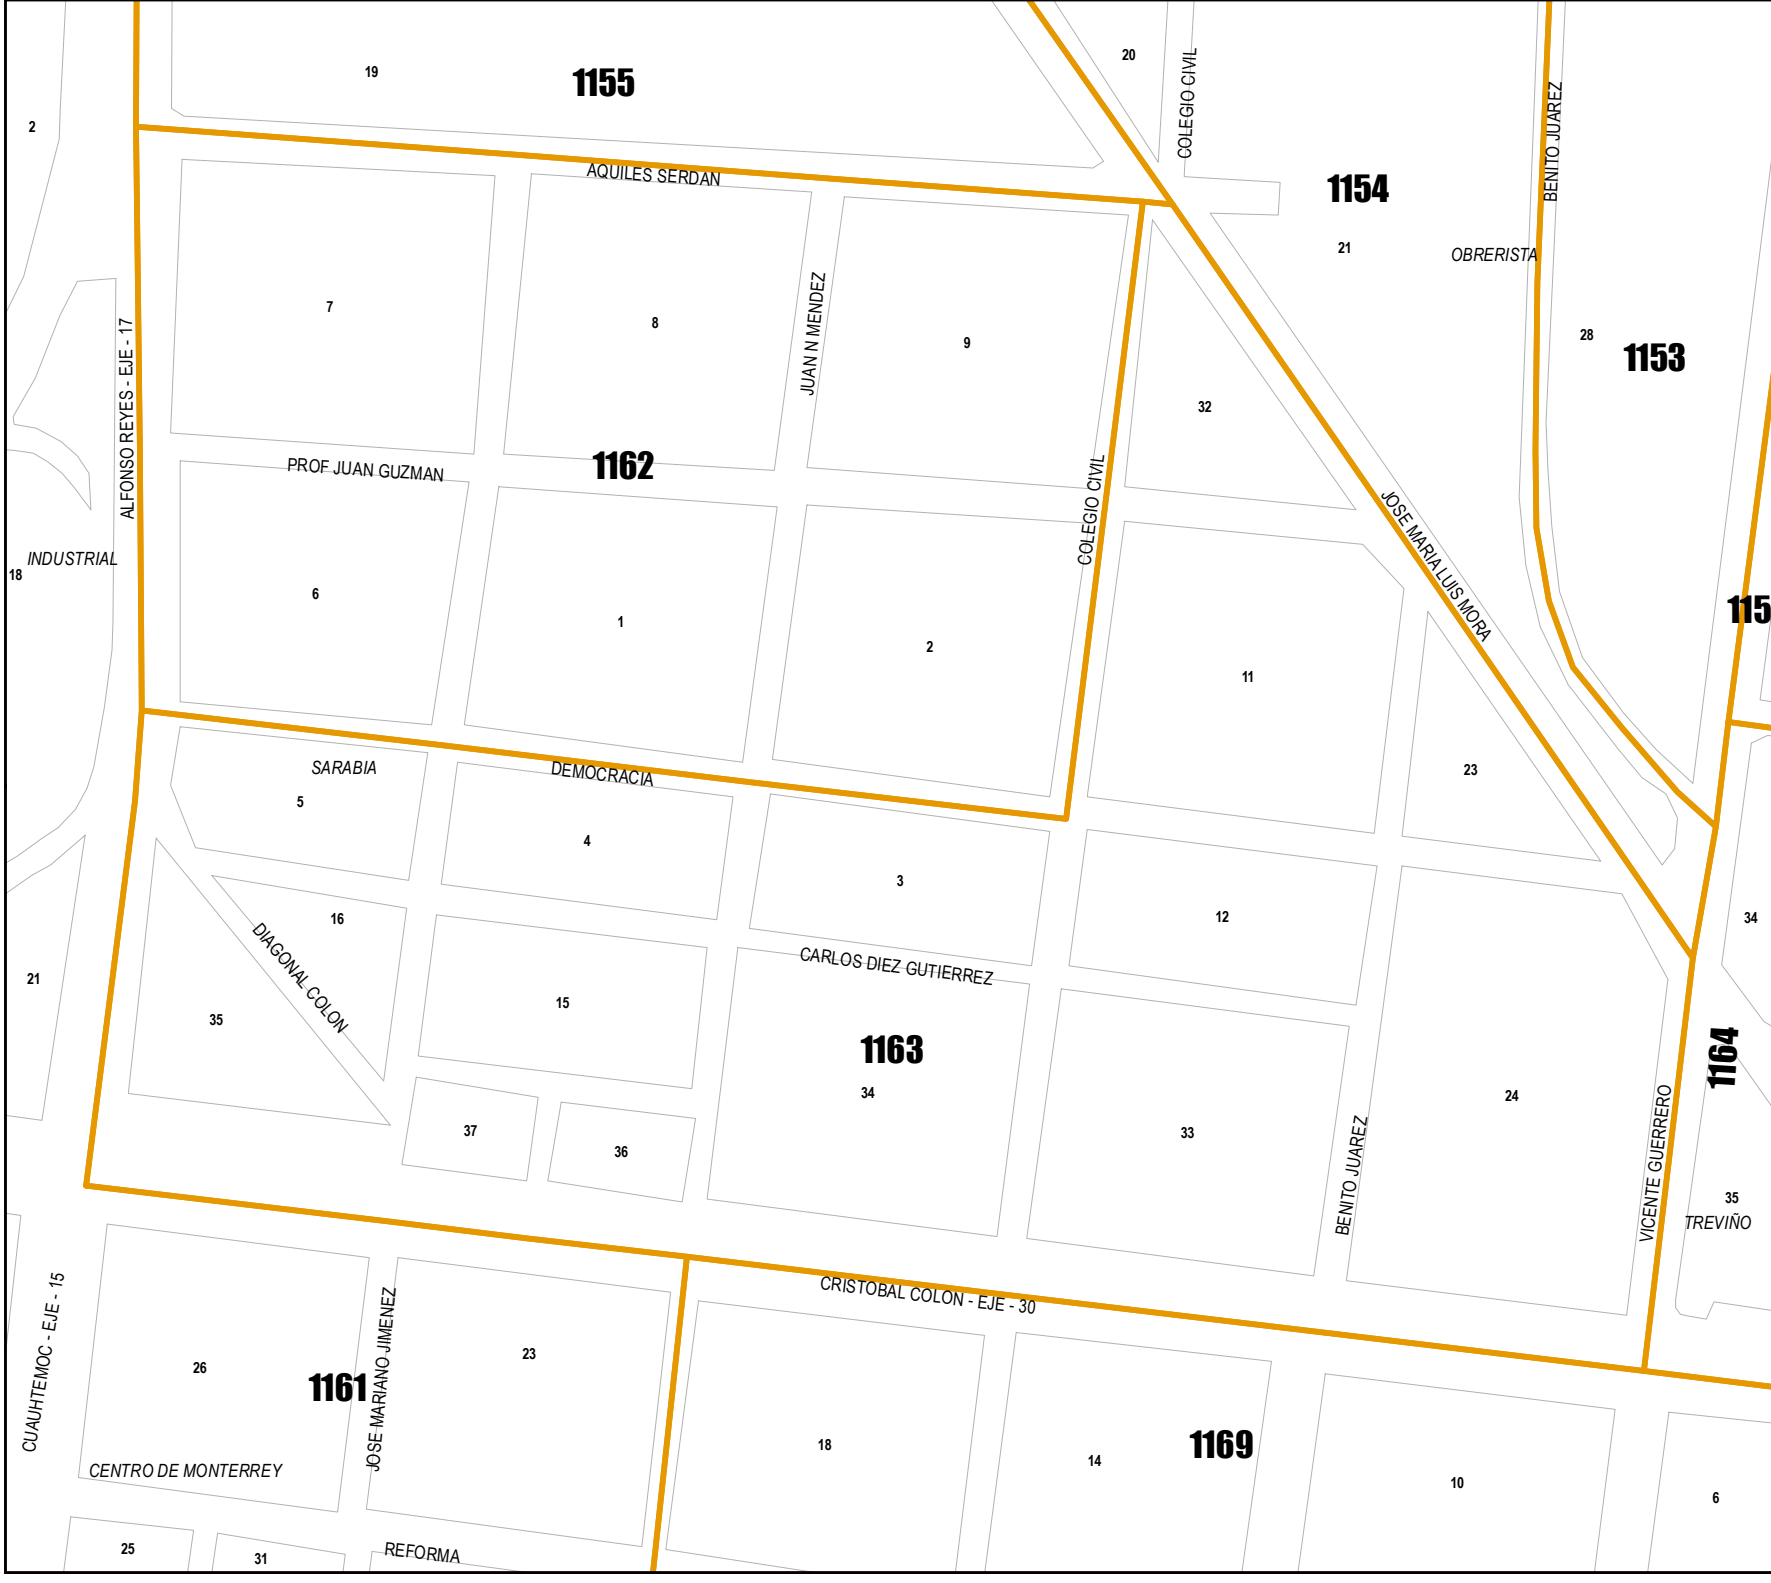 20
19
1155
COLEGIO CIVIL
BENITO JUAREZ
2
AQUILES SERDAN
1154
21
OBRERISTA
7
8
JUAN N MENDEZ
9
28
1153
32
ALFONSO REYES - EJE - 17
PROF JUAN GUZMAN
1162
COLEGIO CIVIL
JOSE MARIA LUIS MORA
INDUSTRIAL
18
6
1
2
115
11
SARABIA
DEMOCRACIA
23
5
4
3
16
12
34
DIAGONAL COLON
CARLOS DIEZ GUTIERREZ
21
35
15
1163
1164
34
24
37
36
33
BENITO JUAREZ
VICENTE GUERRERO
35
TREVIÑO
CUAUHTEMOC - EJE - 15
CRISTOBAL COLON - EJE - 30
JOSE MARIANO JIMENEZ
26
23
1161
18
14
1169
CENTRO DE MONTERREY
10
6
25
31
REFORMA